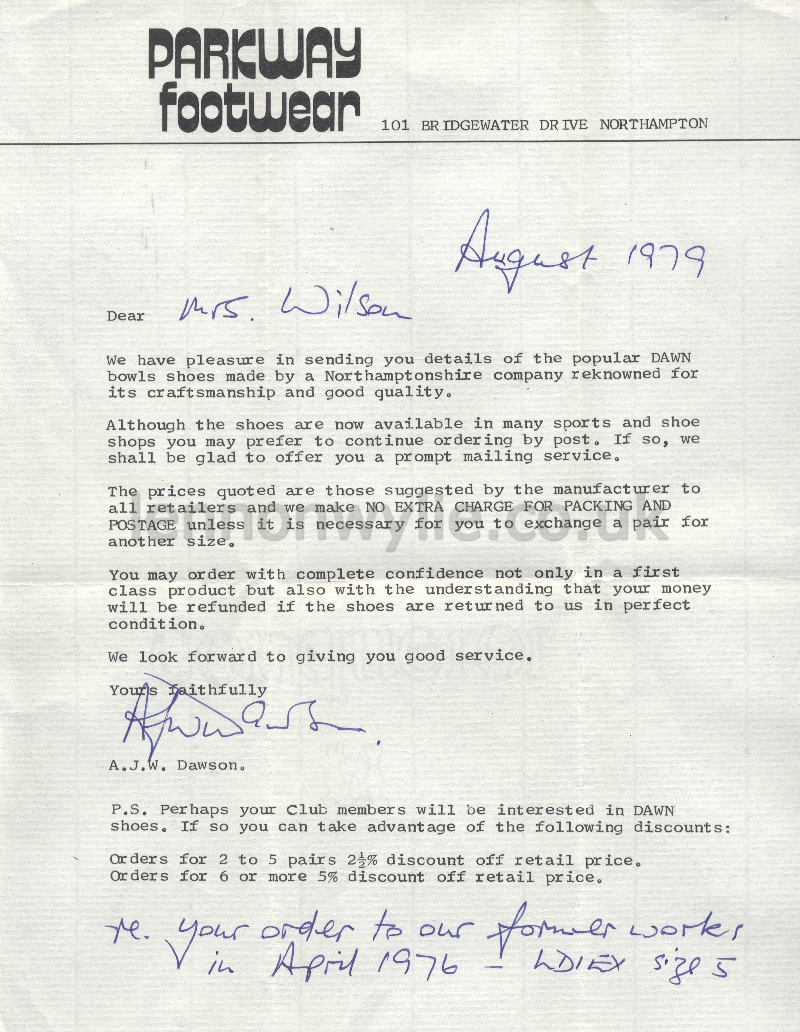 PARKWAY
footwear
101 BRIDGEWATER DRIVE NORTHAMPTON
August 1979
Dear Mrs. Wilson
We have pleasure in sending you details of the popular DAWN
bowls shoes made by a Northamptonshire company reknowned for
its craftsmanship and good quality.
Although the shoes are now available in many sports and shoe
shops you may prefer to continue ordering by post. If so, we
shall be glad to offer you a prompt mailing service.
The prices quoted are those suggested by the manufacturer to
all retailers and we make NO EXTRA CHARGE FOR PACKING AND
POSTAGE unless it is necessary for you to exchange a pair for
another size.
You may order with complete confidence not only in a first
class product but also with the understanding that your money
will be refunded if the shoes are returned to us in perfect
condition.
We look forward to giving you good service.
Yours faithfully
A.J.W. Dawson.
P.S. Perhaps your Club members will be interested in DAWN
shoes. If so you can take advantage of the following discounts:
Orders for 2 to 5 pairs 2½% discount off retail price.
Orders for 6 or more 5% discount off retail price.
re. your order to our former works
in April 1976 – size 5